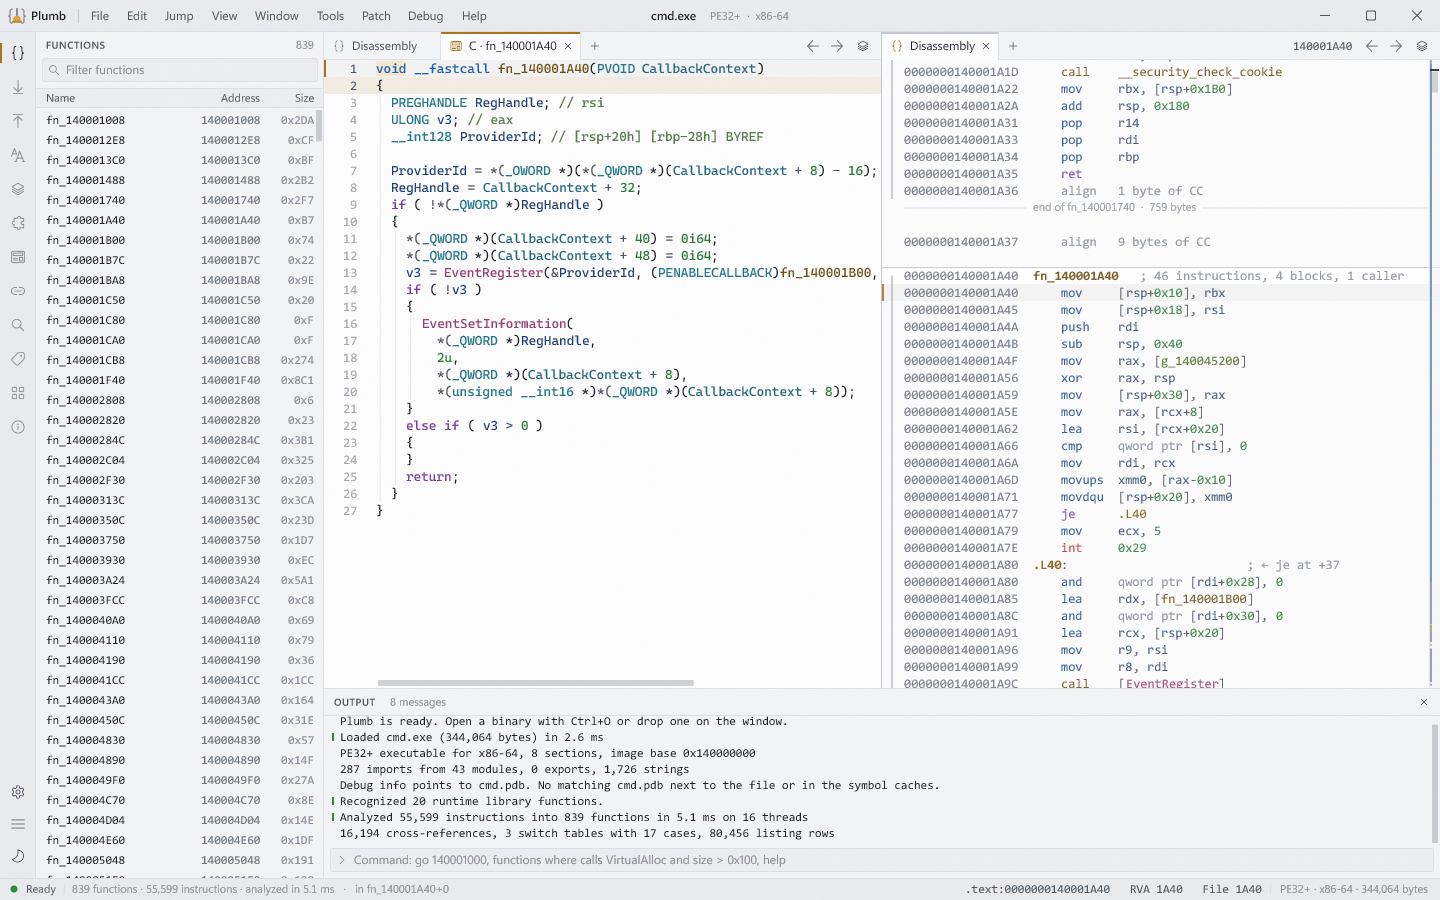 Plumb File Edit Jump View Window Tools Patch Debug Help cmd.exe PE32+ · x86-64
FUNCTIONS 839
Filter functions
Name Address Size
fn_140001008 140001008 0x2DA
fn_1400012E8 1400012E8 0xCF
fn_1400013C0 1400013C0 0xBF
fn_140001488 140001488 0x2B2
fn_140001740 140001740 0x2F7
fn_140001A40 140001A40 0xB7
fn_140001B00 140001B00 0x74
fn_140001B7C 140001B7C 0x22
fn_140001BA8 140001BA8 0x9E
fn_140001C50 140001C50 0x20
fn_140001C80 140001C80 0xF
fn_140001CA0 140001CA0 0xF
fn_140001CB8 140001CB8 0x274
fn_140001F40 140001F40 0x8C1
fn_140002808 140002808 0x6
fn_140002820 140002820 0x23
fn_14000284C 14000284C 0x3B1
fn_140002C04 140002C04 0x325
fn_140002F30 140002F30 0x203
fn_14000313C 14000313C 0x3CA
fn_14000350C 14000350C 0x23D
fn_140003750 140003750 0x1D7
fn_140003930 140003930 0xEC
fn_140003A24 140003A24 0x5A1
fn_140003FCC 140003FCC 0xC8
fn_1400040A0 1400040A0 0x69
fn_140004110 140004110 0x79
fn_140004190 140004190 0x36
fn_1400041CC 1400041CC 0x1CC
fn_1400043A0 1400043A0 0x164
fn_14000450C 14000450C 0x31E
fn_140004830 140004830 0x57
fn_140004890 140004890 0x14F
fn_1400049F0 1400049F0 0x27A
fn_140004C70 140004C70 0x8E
fn_140004D04 140004D04 0x14E
fn_140004E60 140004E60 0x1DF
fn_140005048 140005048 0x191
Disassembly C · fn_140001A40
1 void __fastcall fn_140001A40(PVOID CallbackContext)
2 {
3 PREGHANDLE RegHandle; // rsi
4 ULONG v3; // eax
5 __int128 ProviderId; // [rsp+20h] [rbp-28h] BYREF
6
7 ProviderId = *(_OWORD *)(*(_QWORD *)(CallbackContext + 8) - 16);
8 RegHandle = CallbackContext + 32;
9 if ( !*(_QWORD *)RegHandle )
10 {
11 *(_QWORD *)(CallbackContext + 40) = 0i64;
12 *(_QWORD *)(CallbackContext + 48) = 0i64;
13 v3 = EventRegister(&ProviderId, (PENABLECALLBACK)fn_140001B00,
14 if ( !v3 )
15 {
16 EventSetInformation(
17 *(_QWORD *)RegHandle,
18 2u,
19 *(_QWORD *)(CallbackContext + 8),
20 *(unsigned __int16 *)*(_QWORD *)(CallbackContext + 8));
21 }
22 else if ( v3 > 0 )
23 {
24 }
25 return;
26 }
27 }
Disassembly 140001A40
0000000140001A1D call __security_check_cookie
0000000140001A22 mov rbx, [rsp+0x1B0]
0000000140001A2A add rsp, 0x180
0000000140001A31 pop r14
0000000140001A33 pop rdi
0000000140001A34 pop rbp
0000000140001A35 ret
0000000140001A36 align 1 byte of CC
end of fn_140001740 · 759 bytes
0000000140001A37 align 9 bytes of CC
0000000140001A40 fn_140001A40 ; 46 instructions, 4 blocks, 1 caller
0000000140001A40 mov [rsp+0x10], rbx
0000000140001A45 mov [rsp+0x18], rsi
0000000140001A4A push rdi
0000000140001A4B sub rsp, 0x40
0000000140001A4F mov rax, [g_140045200]
0000000140001A56 xor rax, rsp
0000000140001A59 mov [rsp+0x30], rax
0000000140001A5E mov rax, [rcx+8]
0000000140001A62 lea rsi, [rcx+0x20]
0000000140001A66 cmp qword ptr [rsi], 0
0000000140001A6A mov rdi, rcx
0000000140001A6D movups xmm0, [rax-0x10]
0000000140001A71 movdqu [rsp+0x20], xmm0
0000000140001A77 je .L40
0000000140001A79 mov ecx, 5
0000000140001A7E int 0x29
0000000140001A80 .L40: ; ← je at +37
0000000140001A80 and qword ptr [rdi+0x28], 0
0000000140001A85 lea rdx, [fn_140001B00]
0000000140001A8C and qword ptr [rdi+0x30], 0
0000000140001A91 lea rcx, [rsp+0x20]
0000000140001A96 mov r9, rsi
0000000140001A99 mov r8, rdi
0000000140001A9C call [EventRegister]
OUTPUT 8 messages
Plumb is ready. Open a binary with Ctrl+O or drop one on the window.
Loaded cmd.exe (344,064 bytes) in 2.6 ms
PE32+ executable for x86-64, 8 sections, image base 0x140000000
287 imports from 43 modules, 0 exports, 1,726 strings
Debug info points to cmd.pdb. No matching cmd.pdb next to the file or in the symbol caches.
Recognized 20 runtime library functions.
Analyzed 55,599 instructions into 839 functions in 5.1 ms on 16 threads
16,194 cross-references, 3 switch tables with 17 cases, 80,456 listing rows
Command: go 140001000, functions where calls VirtualAlloc and size > 0x100, help
Ready 839 functions · 55,599 instructions · analyzed in 5.1 ms · in fn_140001A40+0 .text:0000000140001A40 RVA 1A40 File 1A40 PE32+ · x86-64 · 344,064 bytes